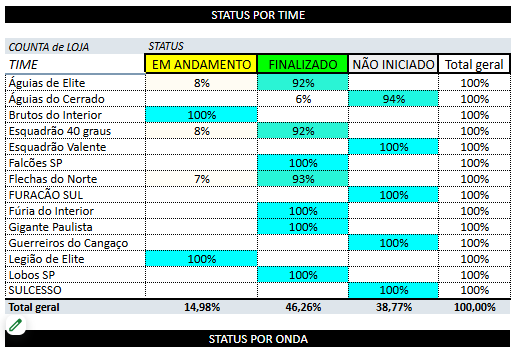 STATUS POR TIME
COUNTA de LOJA STATUS
TIME EM ANDAMENTO FINALIZADO NÃO INICIADO Total geral
Águias de Elite 8% 92% 100%
Águias do Cerrado 6% 94% 100%
Brutos do Interior 100% 100%
Esquadrão 40 graus 8% 92% 100%
Esquadrão Valente 100% 100%
Falcões SP 100% 100%
Flechas do Norte 7% 93% 100%
FURACÃO SUL 100% 100%
Fúria do Interior 100% 100%
Gigante Paulista 100% 100%
Guerreiros do Cangaço 100% 100%
Legião de Elite 100% 100%
Lobos SP 100% 100%
SULCESSO 100% 100%
Total geral 14,98% 46,26% 38,77% 100,00%
STATUS POR ONDA